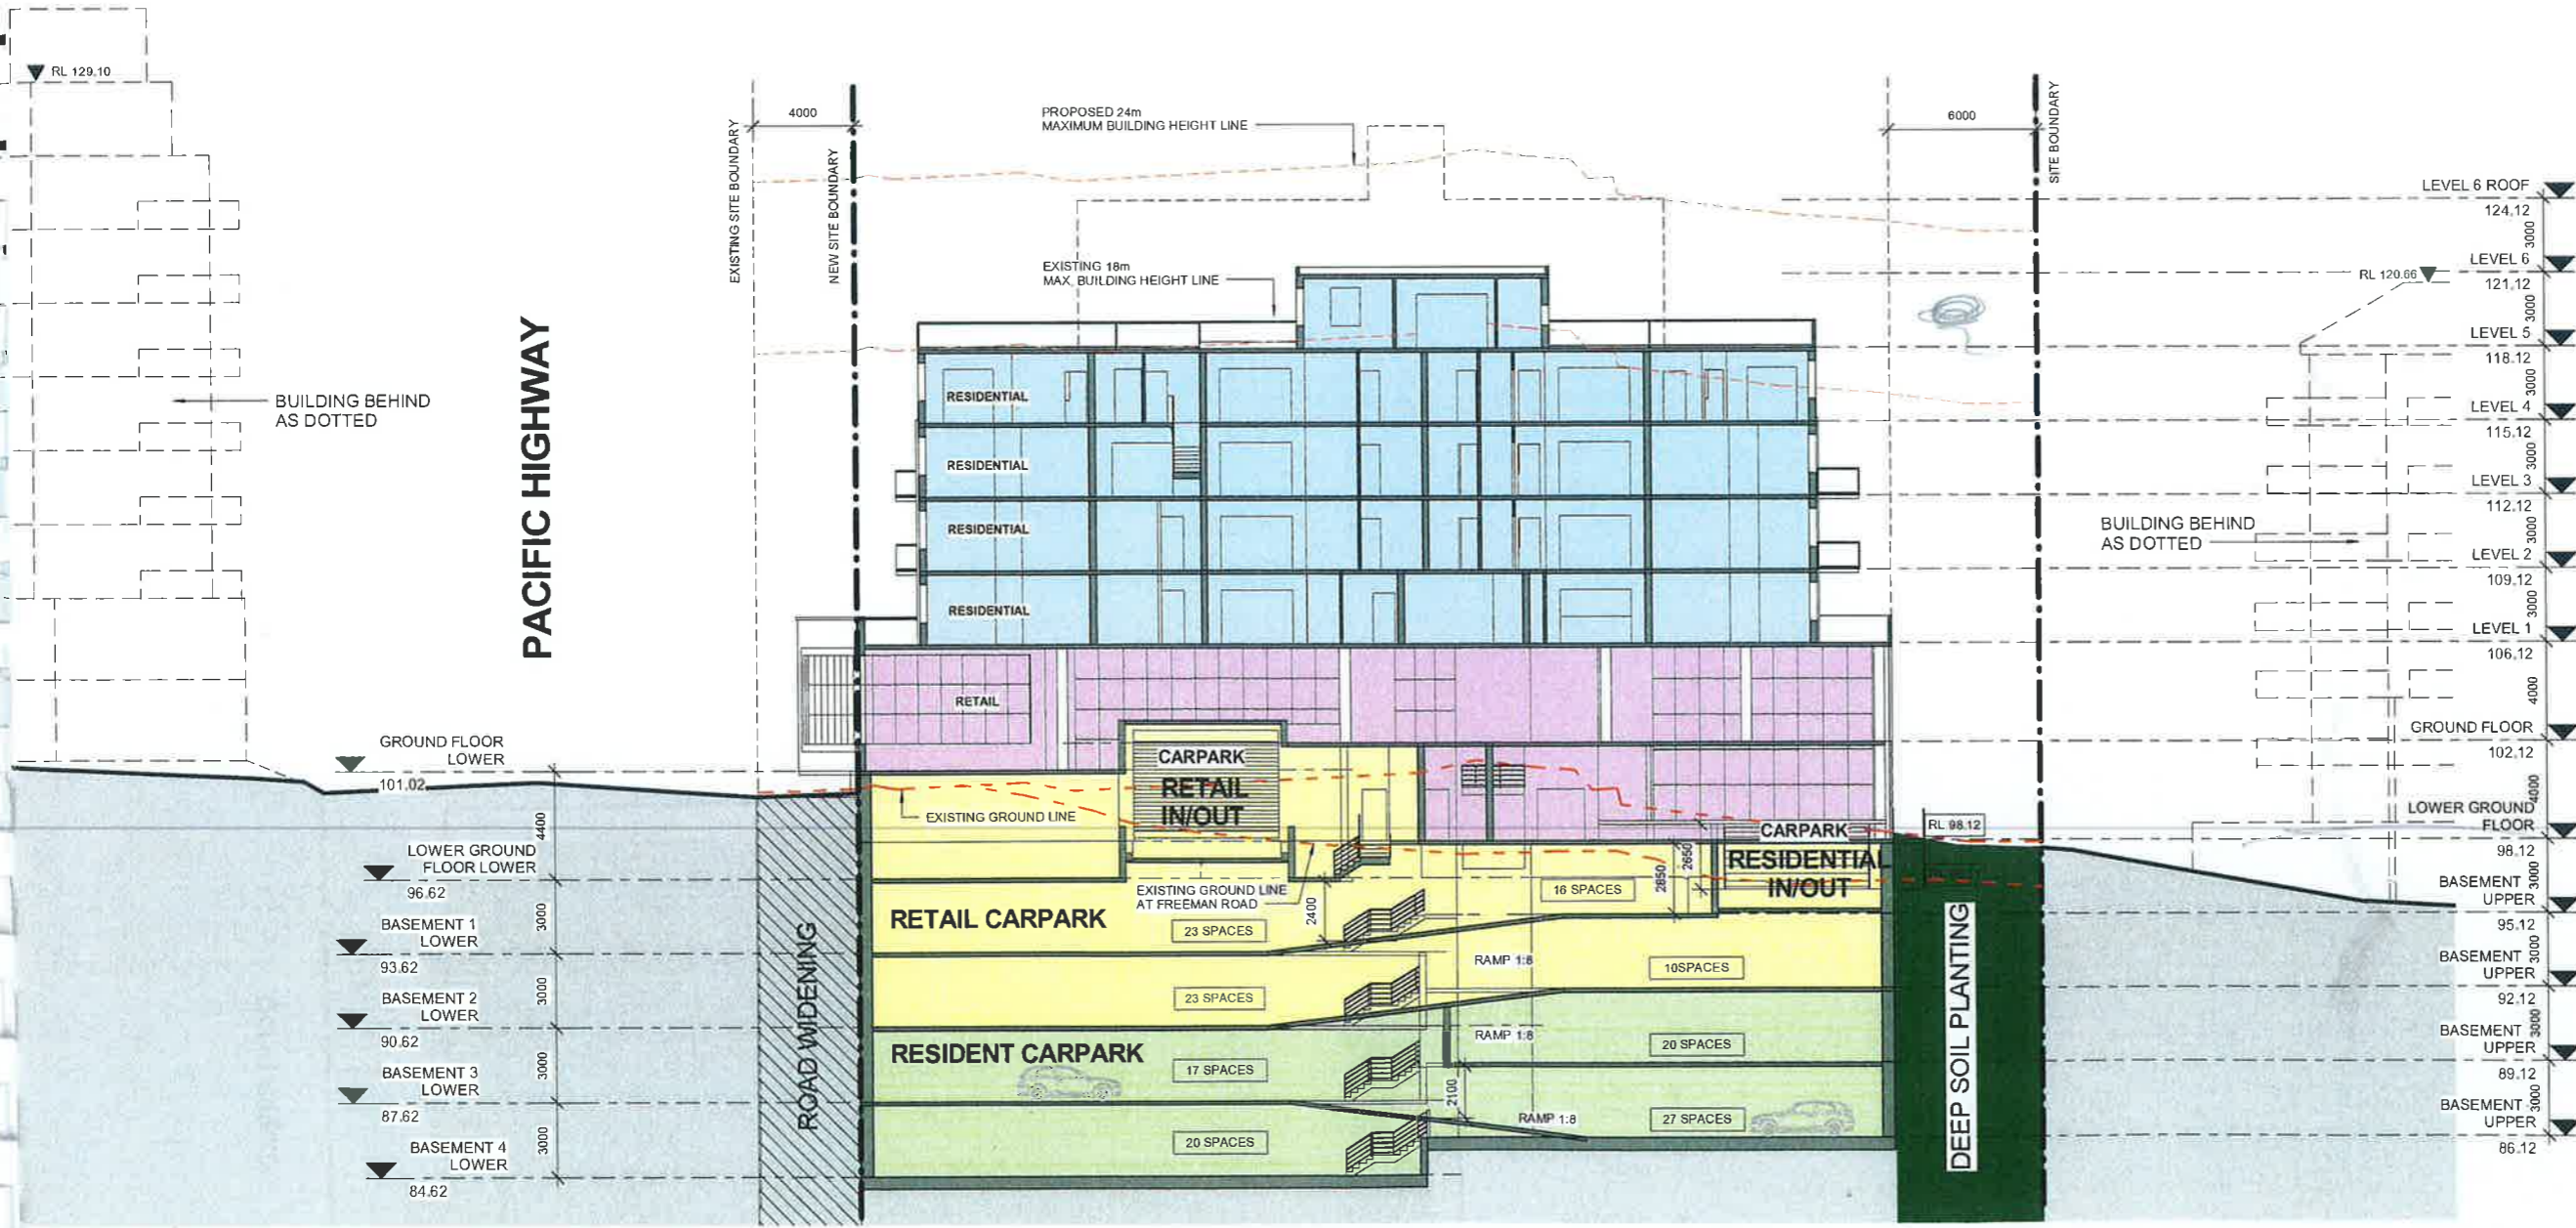 RL 129.10
EXISTING SITE BOUNDARY
4000
NEW SITE BOUNDARY
PROPOSED 24m
MAXIMUM BUILDING HEIGHT LINE
EXISTING 18m
MAX. BUILDING HEIGHT LINE
6000
SITE BOUNDARY
PACIFIC HIGHWAY
BUILDING BEHIND
AS DOTTED
RESIDENTIAL
RESIDENTIAL
RESIDENTIAL
RESIDENTIAL
RETAIL
CARPARK
RETAIL
IN/OUT
EXISTING GROUND LINE
EXISTING GROUND LINE
AT FREEMAN ROAD
2400
2850
2650
16 SPACES
CARPARK
RESIDENTIAL
IN/OUT
RL 98.12
RETAIL CARPARK
23 SPACES
RAMP 1:8
10SPACES
23 SPACES
RESIDENT CARPARK
RAMP 1:8
20 SPACES
17 SPACES
2100
RAMP 1:8
27 SPACES
20 SPACES
ROAD WIDENING
DEEP SOIL PLANTING
GROUND FLOOR
LOWER
101.02
4400
LOWER GROUND
FLOOR LOWER
96.62
3000
BASEMENT 1
LOWER
93.62
3000
BASEMENT 2
LOWER
90.62
3000
BASEMENT 3
LOWER
87.62
3000
BASEMENT 4
LOWER
84.62
RL 120.66
BUILDING BEHIND
AS DOTTED
LEVEL 6 ROOF
124.12
3000
LEVEL 6
121.12
3000
LEVEL 5
118.12
3000
LEVEL 4
115.12
3000
LEVEL 3
112.12
3000
LEVEL 2
109.12
3000
LEVEL 1
106.12
4000
GROUND FLOOR
102.12
4000
LOWER GROUND
FLOOR
98.12
3000
BASEMENT
UPPER
95.12
3000
BASEMENT
UPPER
92.12
3000
BASEMENT
UPPER
89.12
3000
BASEMENT
UPPER
86.12